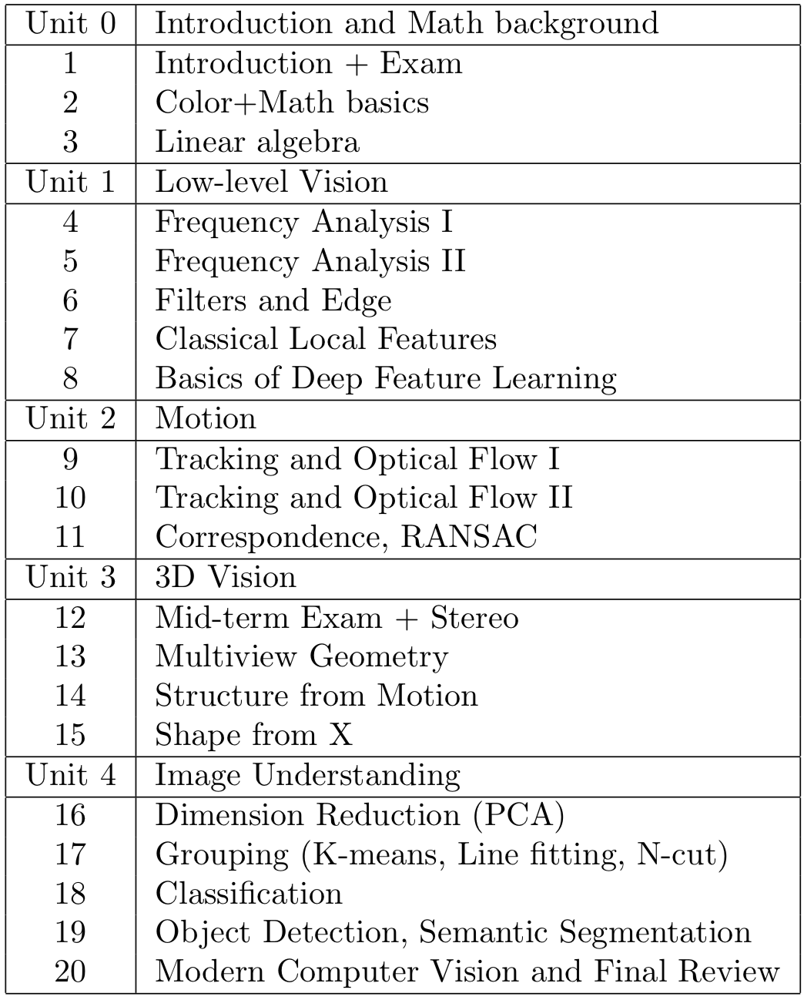 Unit 0 Introduction and Math background
1 Introduction + Exam
2 Color+Math basics
3 Linear algebra
Unit 1 Low-level Vision
4 Frequency Analysis I
5 Frequency Analysis II
6 Filters and Edge
7 Classical Local Features
8 Basics of Deep Feature Learning
Unit 2 Motion
9 Tracking and Optical Flow I
10 Tracking and Optical Flow II
11 Correspondence, RANSAC
Unit 3 3D Vision
12 Mid-term Exam + Stereo
13 Multiview Geometry
14 Structure from Motion
15 Shape from X
Unit 4 Image Understanding
16 Dimension Reduction (PCA)
17 Grouping (K-means, Line fitting, N-cut)
18 Classification
19 Object Detection, Semantic Segmentation
20 Modern Computer Vision and Final Review